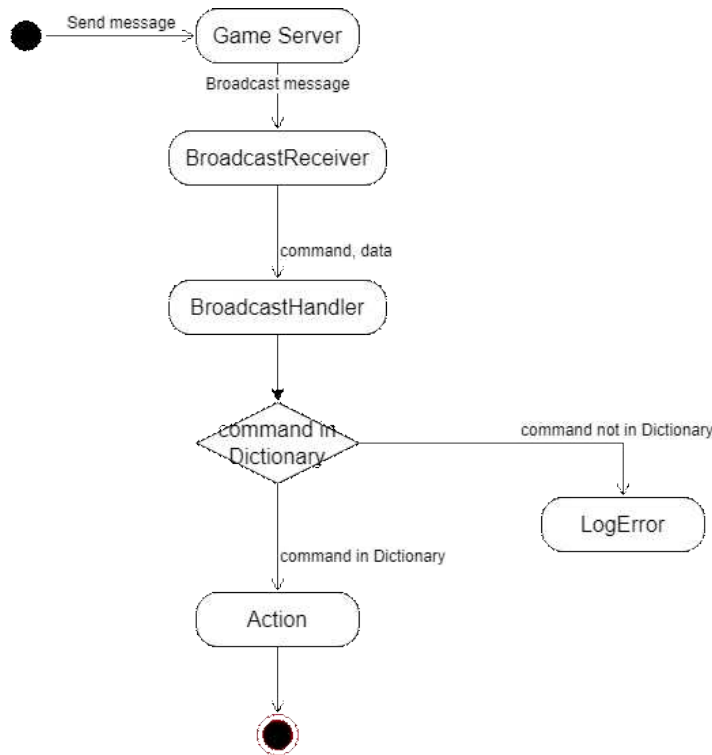 Send message
Game Server
Broadcast message
BroadcastReceiver
command, data
BroadcastHandler
command in
Dictionary
command not in Dictionary
LogError
command in Dictionary
Action